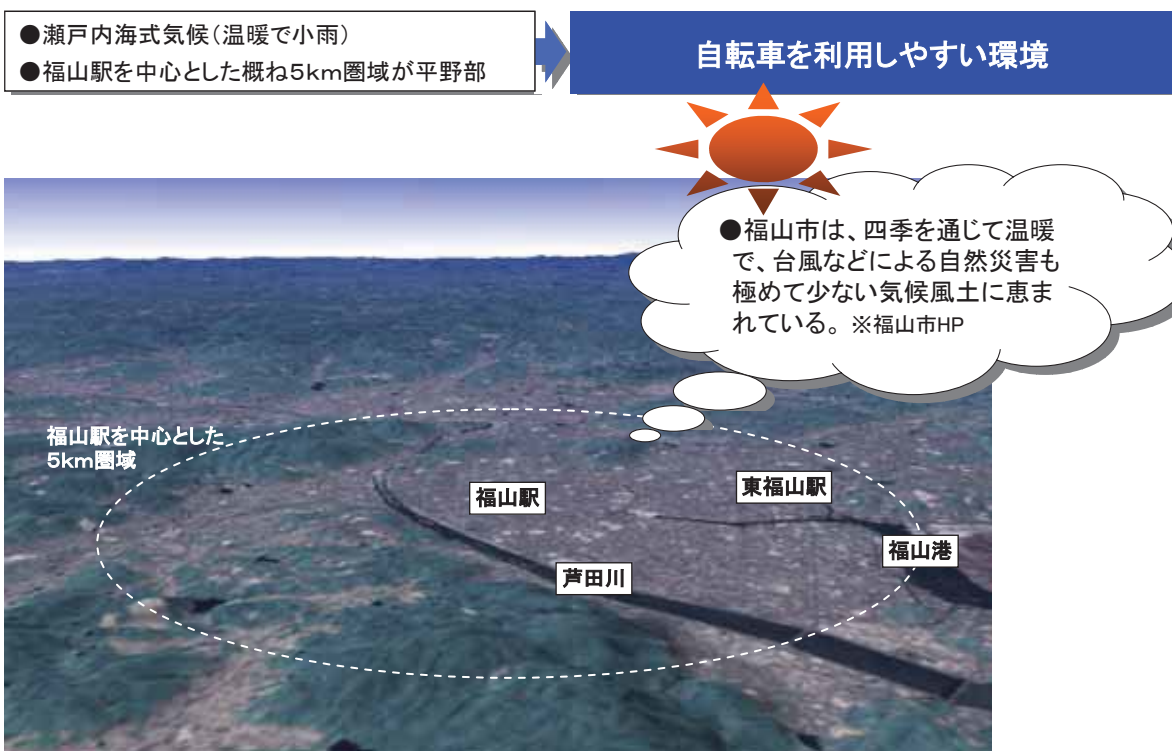 ●瀬戸内海式気候(温暖で小雨)
●福山駅を中心とした概ね5km圏域が平野部
自転車を利用しやすい環境
●福山市は、四季を通じて温暖
で、台風などによる自然災害も
極めて少ない気候風土に恵ま
れている。※福山市HP
福山駅を中心とした
5km圏域
福山駅
東福山駅
福山港
芦田川